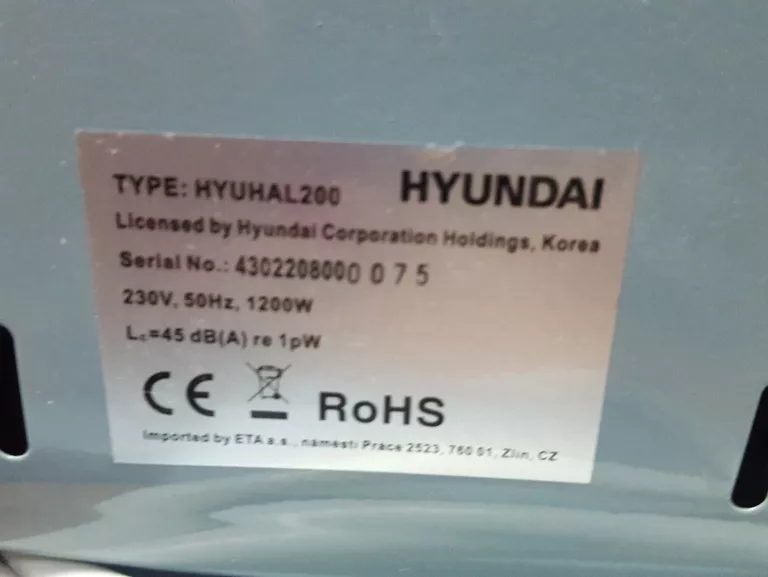 TYPE: HYUHAL200 HYUNDAI
Licensed by Hyundai Corporation Holdings, Korea
Serial No.: 4302208000 0 7 5
230V, 50Hz, 1200W
Lc=45 dB(A) re 1pW
CE RoHS
Imported by ETA a.s., náměstí Práce 2523, 760 01, Zlín, CZ